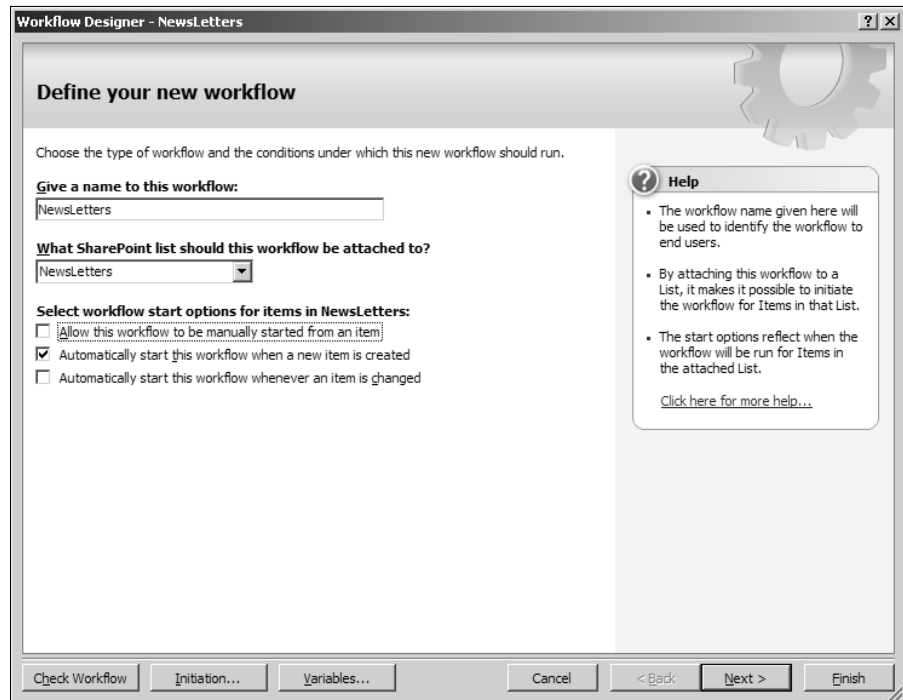 Workflow Designer - NewsLetters
Define your new workflow
Choose the type of workflow and the conditions under which this new workflow should run.
Give a name to this workflow:
NewsLetters
What SharePoint list should this workflow be attached to?
NewsLetters
Select workflow start options for items in NewsLetters:
Allow this workflow to be manually started from an item
Automatically start this workflow when a new item is created
Automatically start this workflow whenever an item is changed
? Help
▪ The workflow name given here will
be used to identify the workflow to
end users.
▪ By attaching this workflow to a
List, it makes it possible to initiate
the workflow for Items in that List.
▪ The start options reflect when the
workflow will be run for Items in
the attached List.
Click here for more help...
Check Workflow
Initiation...
Variables...
Cancel
< Back
Next >
Finish